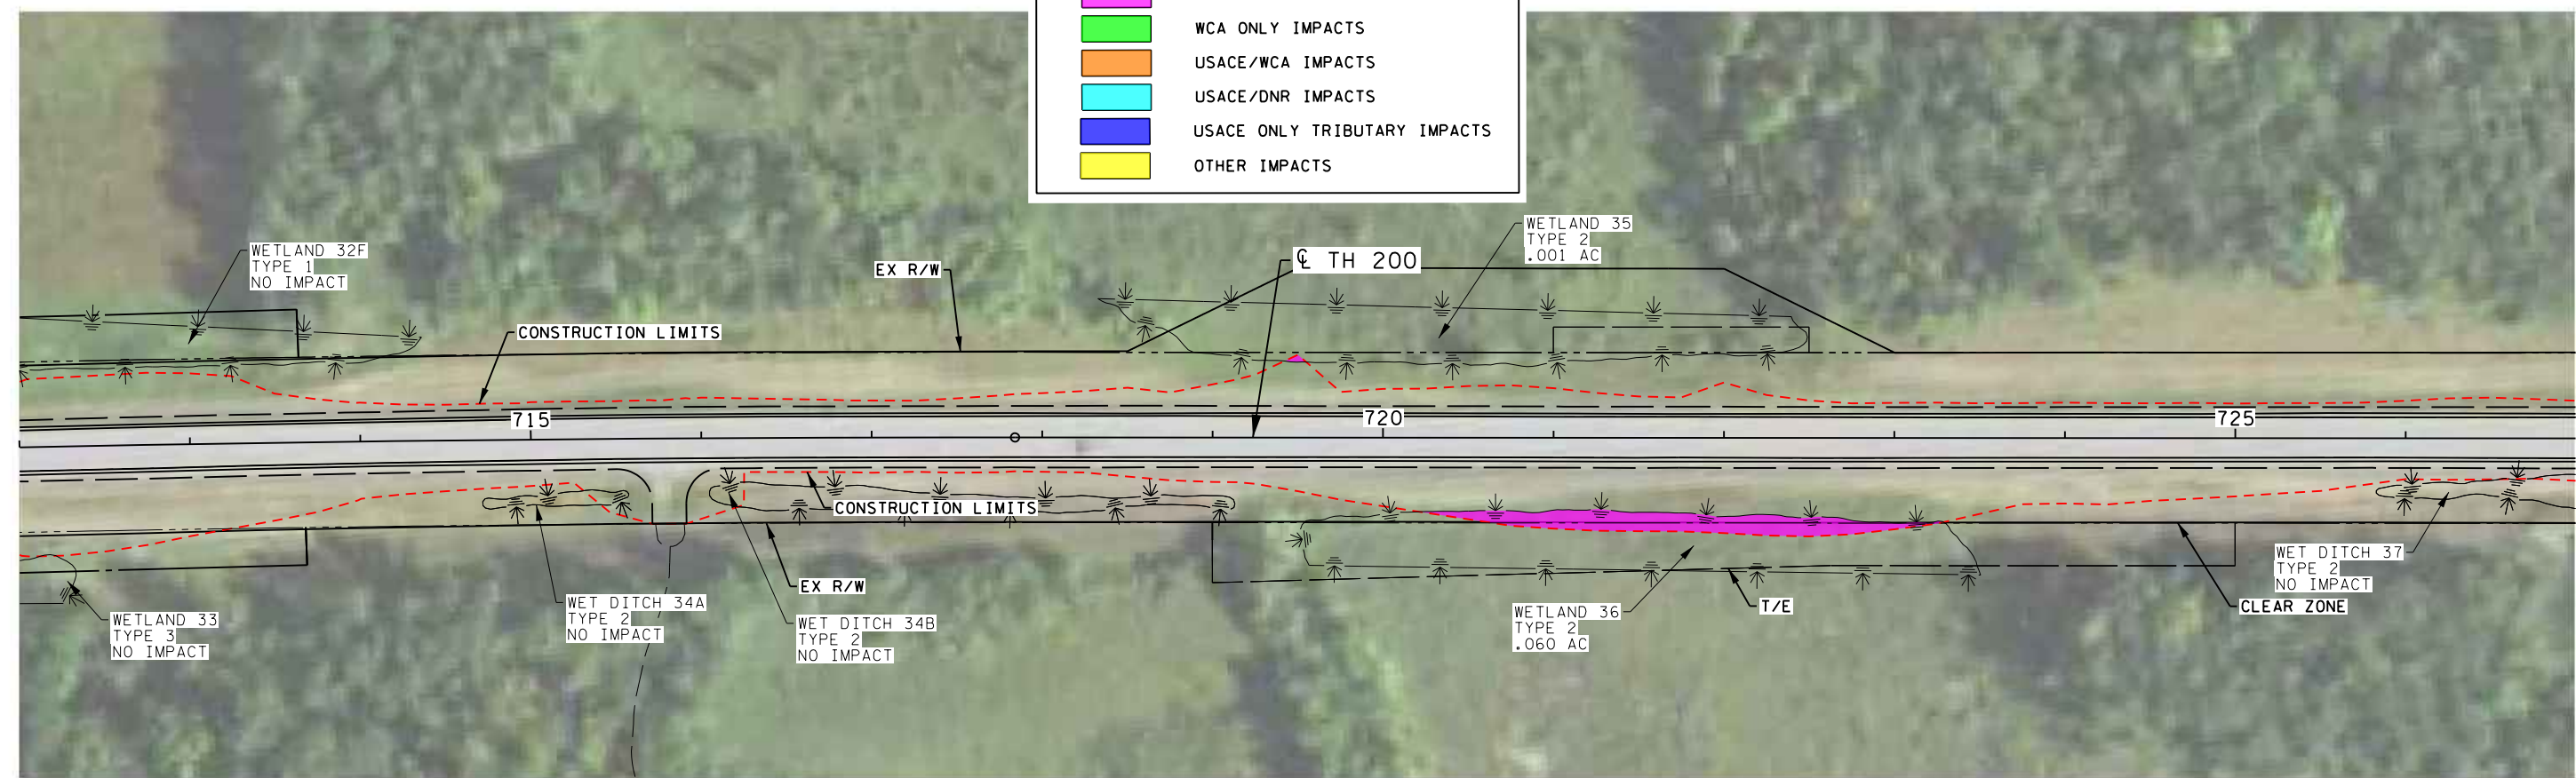 WCA ONLY IMPACTS
USACE/WCA IMPACTS
USACE/DNR IMPACTS
USACE ONLY TRIBUTARY IMPACTS
OTHER IMPACTS
WETLAND 32F
TYPE 1
NO IMPACT
CONSTRUCTION LIMITS
EX R/W
℄ TH 200
WETLAND 35
TYPE 2
.001 AC
715
720
725
CONSTRUCTION LIMITS
EX R/W
WETLAND 33
TYPE 3
NO IMPACT
WET DITCH 34A
TYPE 2
NO IMPACT
WET DITCH 34B
TYPE 2
NO IMPACT
WETLAND 36
TYPE 2
.060 AC
T/E
WET DITCH 37
TYPE 2
NO IMPACT
CLEAR ZONE